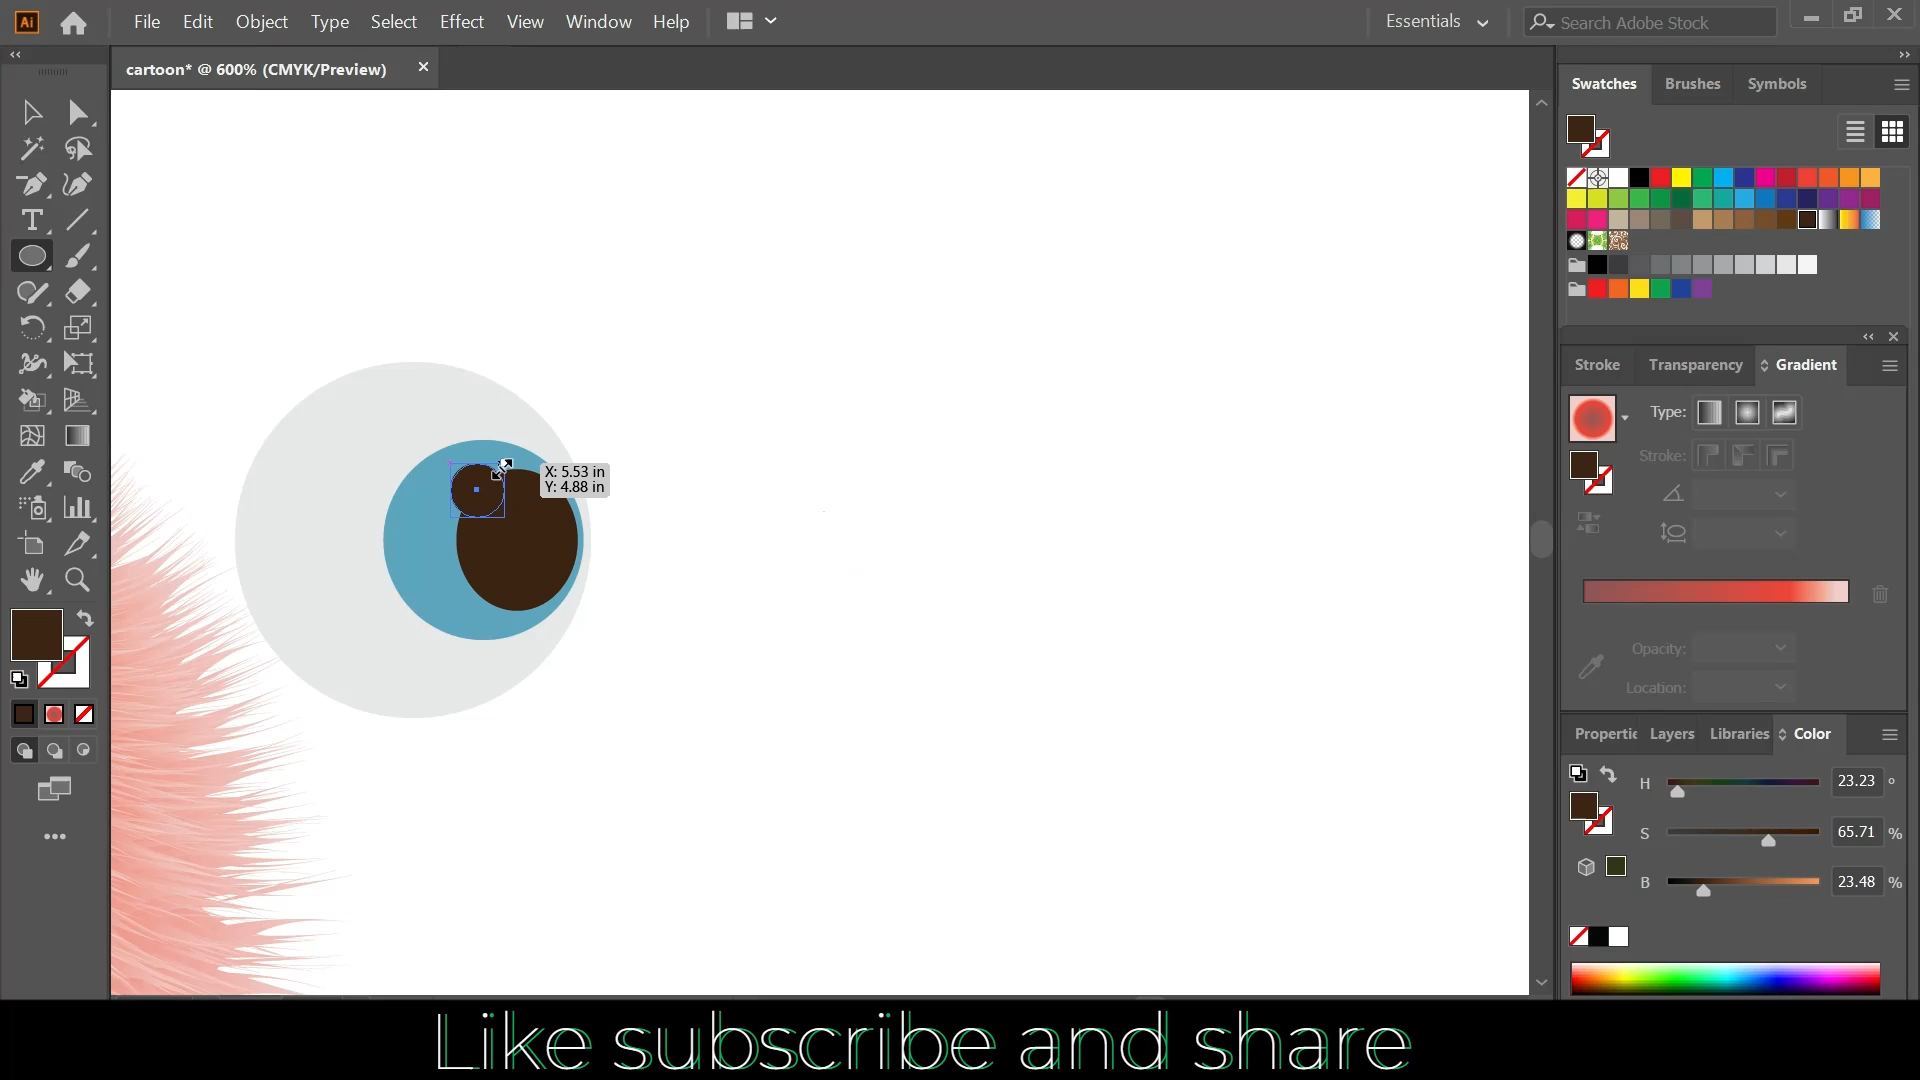 Ai File Edit Object Type Select Effect View Window Help Essentials Search Adobe Stock
cartoon* @ 600% (CMYK/Preview)
Swatches Brushes Symbols
Stroke Transparency Gradient
Type:
Stroke:
X: 5.53 in
Y: 4.88 in
Opacity:
Location:
Properti Layers Libraries Color
H 23.23 °
S 65.71 %
B 23.48 %
Like subscribe and share